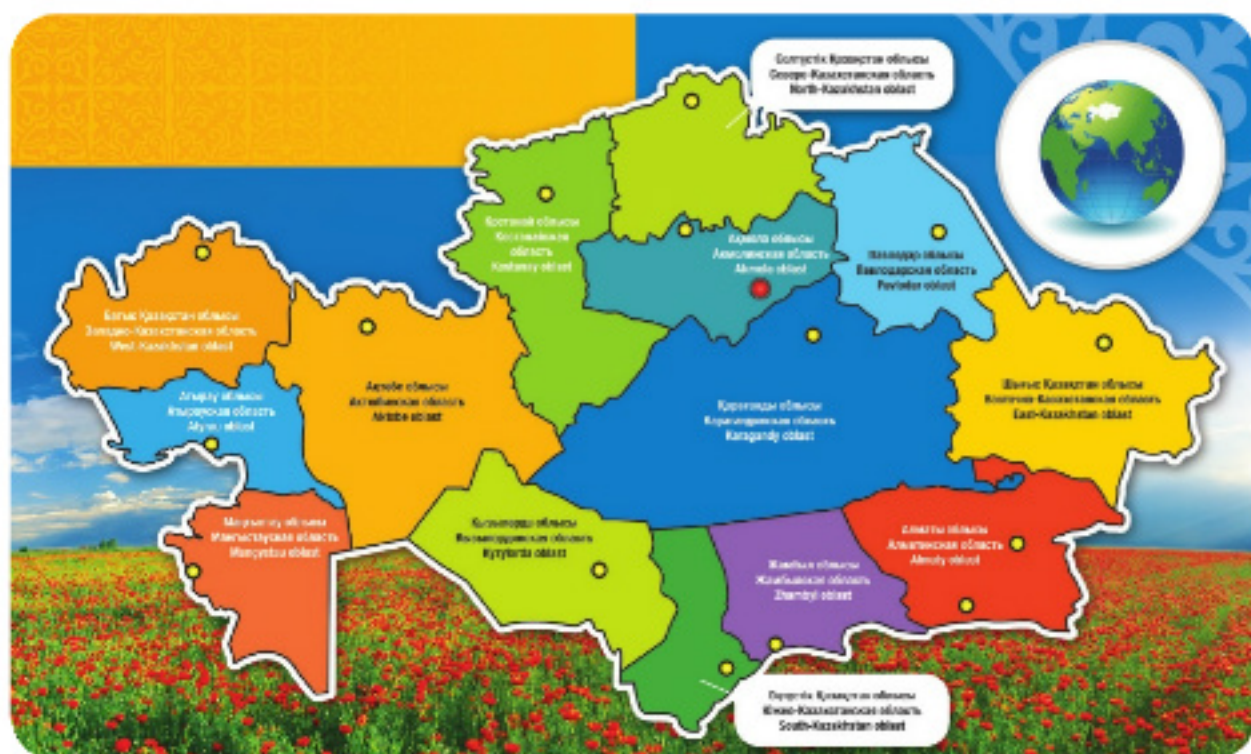 Солтүстік Қазақстан облысы
Северо-Казахстанская область
North-Kazakhstan oblast
Костанайская
область
Kostanay oblast
Ақмола облысы
Акмолинская область
Akmola oblast
Павлодар облысы
Павлодарская область
Pavlodar oblast
Батыс Қазақстан облысы
Западно-Казахстанская область
West-Kazakhstan oblast
Атырау облысы
Атырауская область
Atyrau oblast
Ақтөбе облысы
Актюбинская область
Aktobe oblast
Қарағанды облысы
Карагандинская область
Karagandy oblast
Шығыс Қазақстан облысы
Восточно-Казахстанская область
East-Kazakhstan oblast
Маңғыстау облысы
Мангистауская область
Mangystau oblast
Қызылорда облысы
Кызылординская область
Kyzylorda oblast
Жамбыл облысы
Жамбылская область
Zhambyl oblast
Алматы облысы
Алматинская область
Almaty oblast
Оңтүстік Қазақстан облысы
Южно-Казахстанская область
South-Kazakhstan oblast